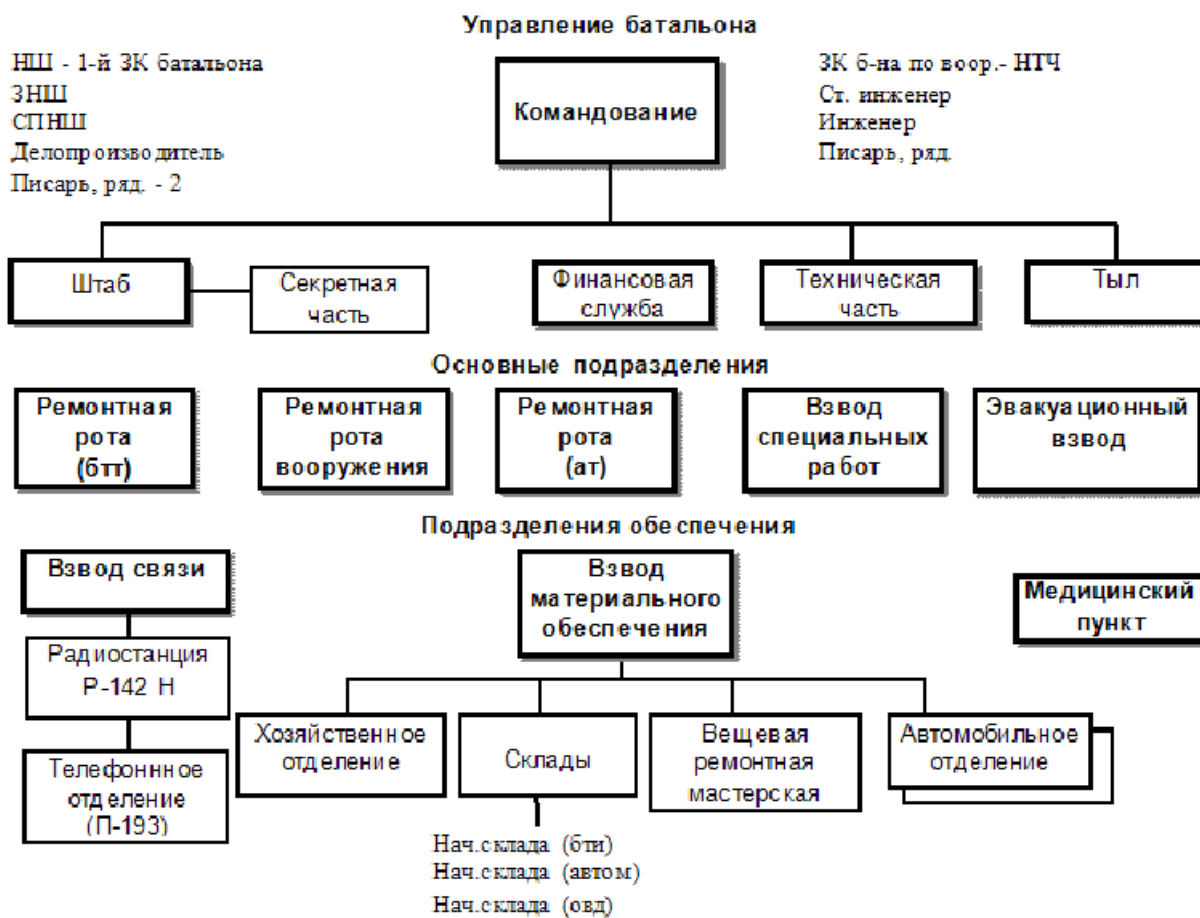 Управление батальона
НШ - 1-й ЗК батальона
ЗНШ
СПНШ
Делопроизводитель
Писарь, ряд. - 2
Командование
ЗК б-на по воор.- НТЧ
Ст. инженер
Инженер
Писарь, ряд.
Штаб
Секретная
часть
Финансовая
служба
Техническая
часть
Тыл
Основные подразделения
Ремонтная
рота
(бтт)
Ремонтная
рота
вооружения
Ремонтная
рота
(ат)
Взвод
специальных
работ
Эвакуационный
взвод
Подразделения обеспечения
Взвод связи
Радиостанция
Р-142 Н
Телефоннное
отделение
(П-193)
Взвод
материального
обеспечения
Медицинский
пункт
Хозяйственное
отделение
Склады
Вещевая
ремонтная
мастерская
Автомобильное
отделение
Нач.склада (бти)
Нач.склада (автом)
Нач.склада (овд)